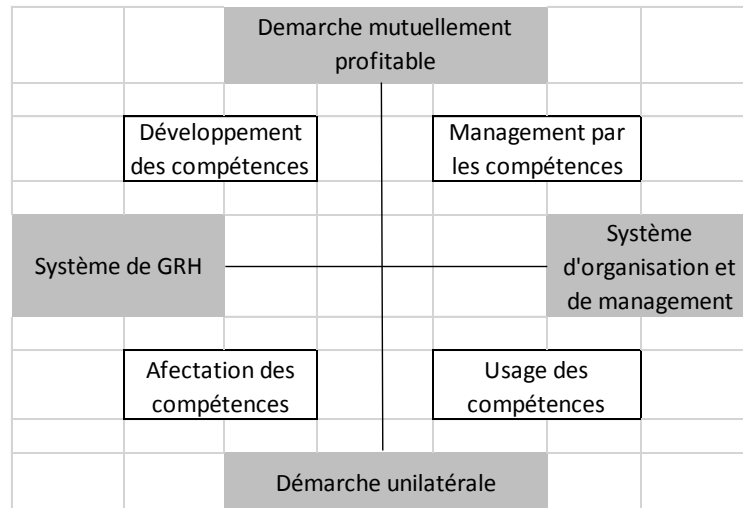 Demarche mutuellement
profitable
Développement
des compétences
Management par
les compétences
Système de GRH
Système
d'organisation et
de management
Afectation des
compétences
Usage des
compétences
Démarche unilatérale